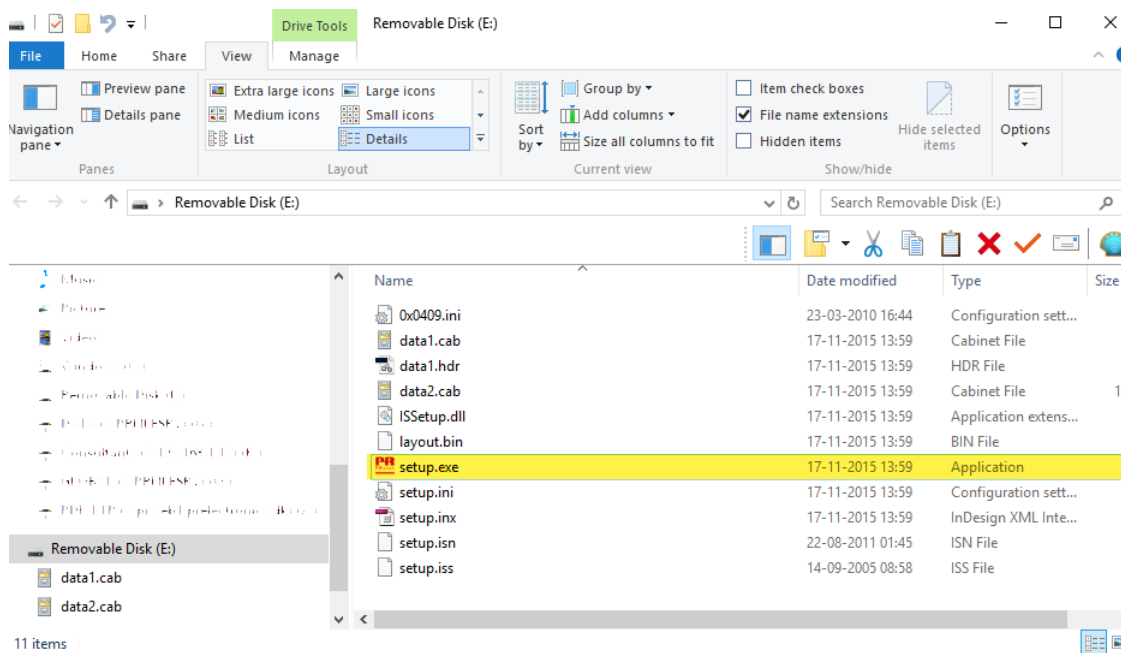 Drive Tools Removable Disk (E:)
File Home Share View Manage
Preview pane Extra large icons Large icons Group by Item check boxes
Details pane Medium icons Small icons Add columns File name extensions
Navigation pane List Details Sort by Size all columns to fit Hidden items Hide selected items Options
Panes Layout Current view Show/hide
Removable Disk (E:) Search Removable Disk (E:)
Name Date modified Type Size
0x0409.ini 23-03-2010 16:44 Configuration sett...
data1.cab 17-11-2015 13:59 Cabinet File
data1.hdr 17-11-2015 13:59 HDR File
data2.cab 17-11-2015 13:59 Cabinet File 1
ISSetup.dll 17-11-2015 13:59 Application extens...
layout.bin 17-11-2015 13:59 BIN File
PR setup.exe 17-11-2015 13:59 Application
setup.ini 17-11-2015 13:59 Configuration sett...
setup.inx 17-11-2015 13:59 InDesign XML Inte...
setup.isn 22-08-2011 01:45 ISN File
setup.iss 14-09-2005 08:58 ISS File
Removable Disk (E:)
data1.cab
data2.cab
11 items